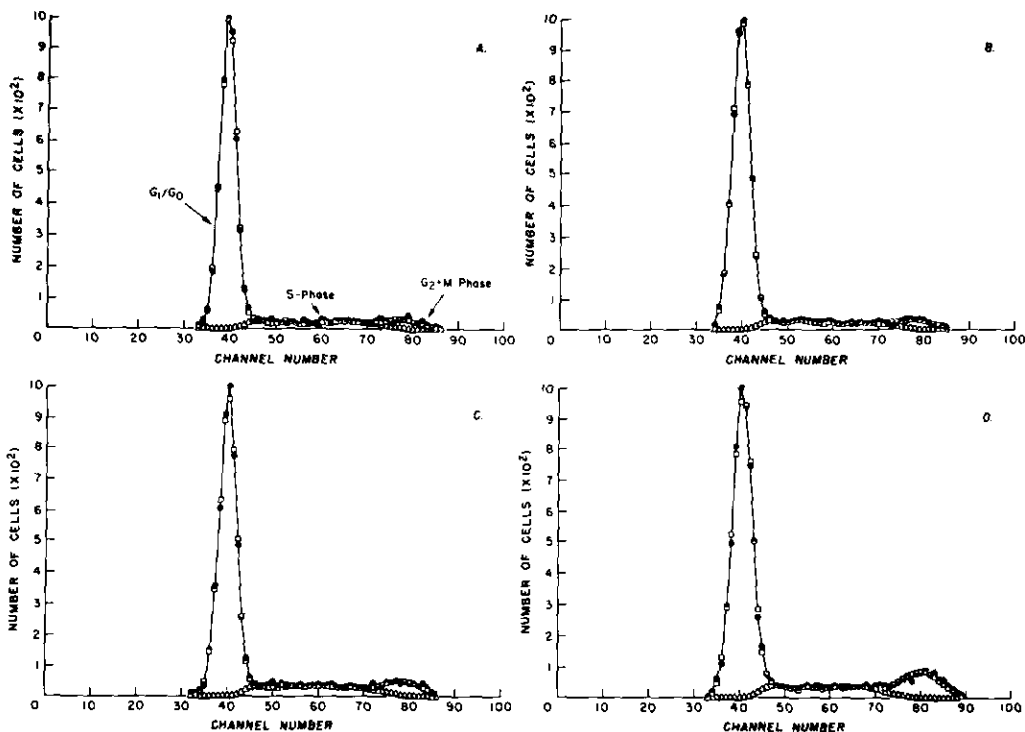 A.
NUMBER OF CELLS (X10²)
10
9
8
7
6
5
4
3
2
1
0
G₁/G₀
S-Phase
G₂+M Phase
10 20 30 40 50 60 70 80 90 100
CHANNEL NUMBER
B.
NUMBER OF CELLS (X10²)
10
9
8
7
6
5
4
3
2
1
0
10 20 30 40 50 60 70 80 90 100
CHANNEL NUMBER
C.
NUMBER OF CELLS (X10²)
10
9
8
7
6
5
4
3
2
1
0 10 20 30 40 50 60 70 80 90 100
CHANNEL NUMBER
D.
NUMBER OF CELLS (X10²)
10
9
8
7
6
5
4
3
2
1
0 10 20 30 40 50 60 70 80 90 100
CHANNEL NUMBER